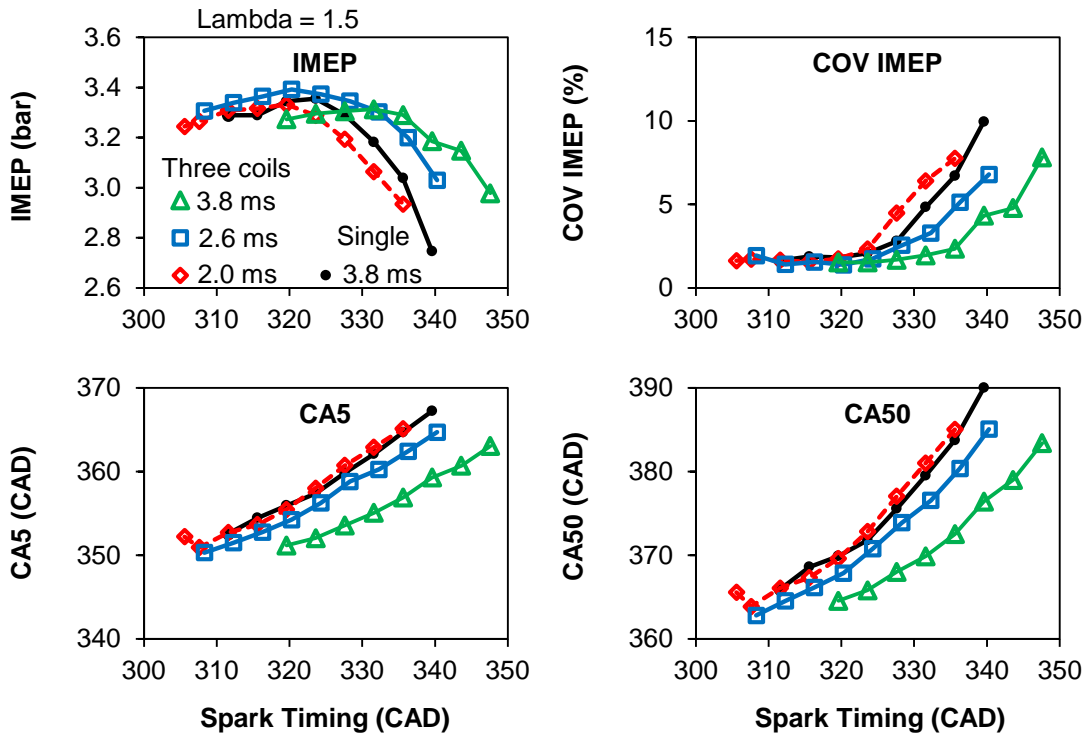 Lambda = 1.5
IMEP
IMEP (bar)
3.6
3.4
3.2
3.0
2.8
2.6
Three coils
3.8 ms
2.6 ms
2.0 ms
Single
3.8 ms
300 310 320 330 340 350
COV IMEP
COV IMEP (%)
15
10
5
0
300 310 320 330 340 350
CA5
CA5 (CAD)
370
360
350
340
300 310 320 330 340 350
Spark Timing (CAD)
CA50
CA50 (CAD)
390
380
370
360
300 310 320 330 340 350
Spark Timing (CAD)